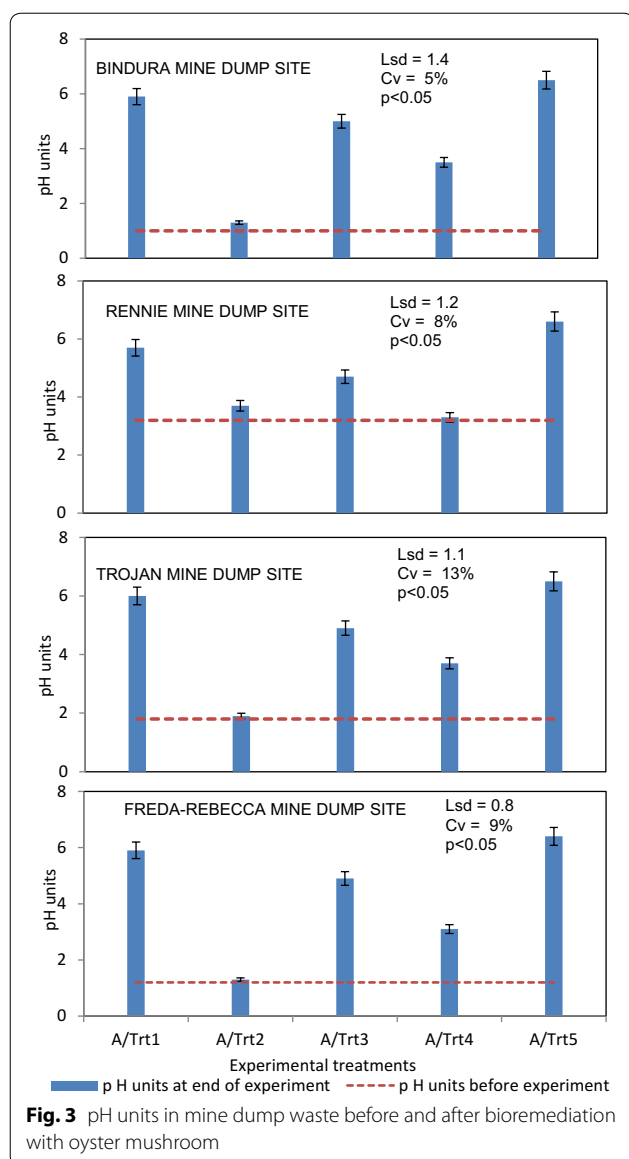 8
6
4
2
0
pH units
BINDURA MINE DUMP SITE
Lsd = 1.4
Cv = 5%
p<0.05
8
6
4
2
0
pH units
RENNIE MINE DUMP SITE
Lsd = 1.2
Cv = 8%
p<0.05
8
6
4
2
0
pH units
TROJAN MINE DUMP SITE
Lsd = 1.1
Cv = 13%
p<0.05
8
6
4
2
0
pH units
FREDA-REBECCA MINE DUMP SITE
Lsd = 0.8
Cv = 9%
p<0.05
A/Trt1 A/Trt2 A/Trt3 A/Trt4 A/Trt5
Experimental treatments
p H units at end of experiment p H units before experiment
Fig. 3 pH units in mine dump waste before and after bioremediation
with oyster mushroom